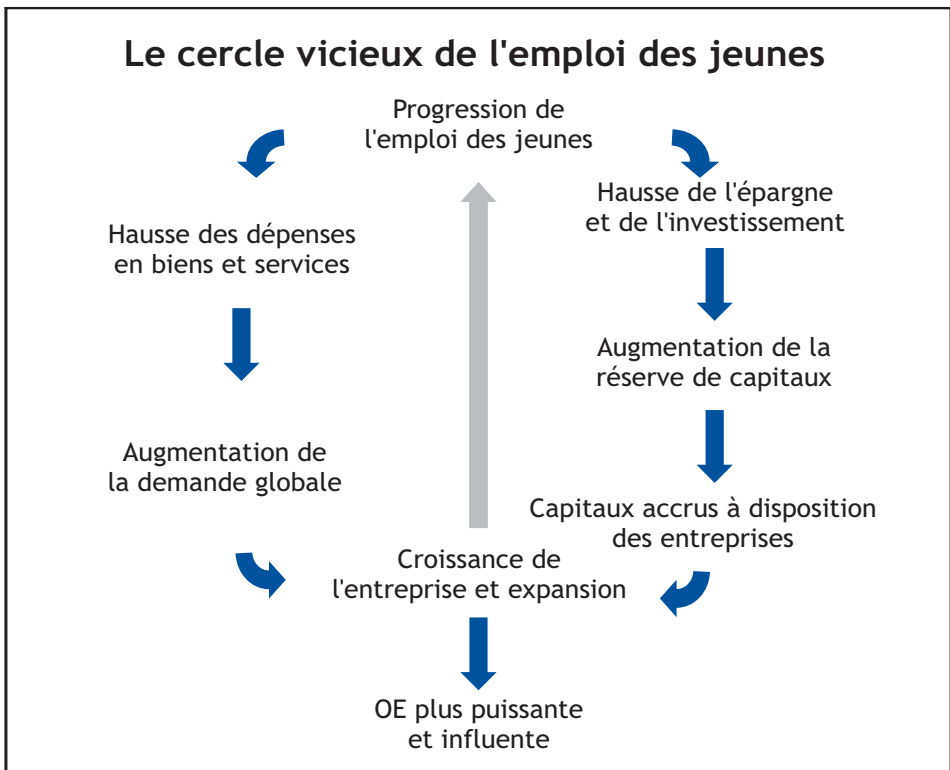 Le cercle vicieux de l'emploi des jeunes
Progression de
l'emploi des jeunes
Hausse des dépenses
en biens et services
Augmentation de
la demande globale
Hausse de l'épargne
et de l'investissement
Augmentation de la
réserve de capitaux
Capitaux accrus à disposition
des entreprises
Croissance de
l'entreprise et expansion
OE plus puissante
et influente